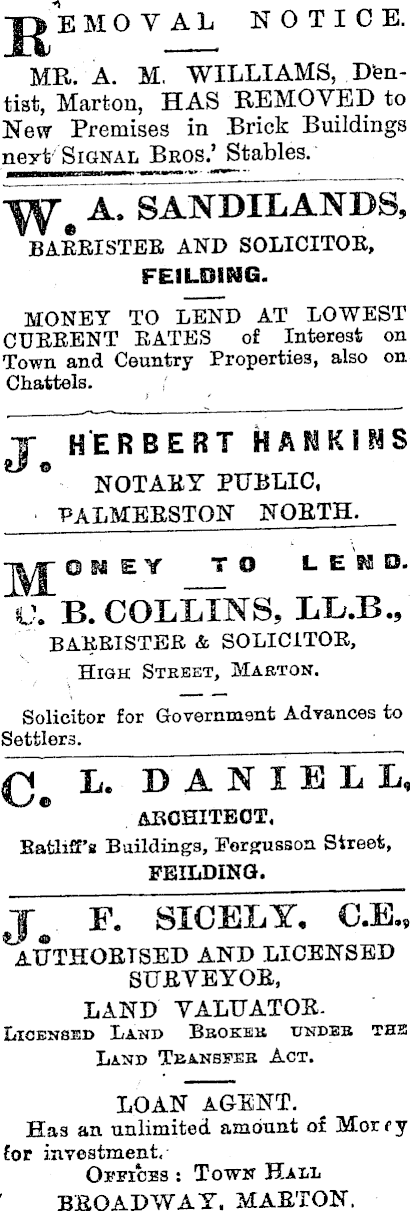 REMOVAL NOTICE.
MR. A. M. WILLIAMS, Den-
tist, Marton, HAS REMOVED to
New Premises in Brick Buildings
next SIGNAL BROS.' Stables.
W. A. SANDILANDS,
BARRISTER AND SOLICITOR,
FEILDING.
MONEY TO LEND AT LOWEST
CURRENT RATES of Interest on
Town and Country Properties, also on
Chattels.
J. HERBERT HANKINS
NOTARY PUBLIC,
PALMERSTON NORTH.
MONEY TO LEND.
C. B. COLLINS, LL.B.,
BARRISTER & SOLICITOR,
HIGH STREET, MARTON.
Solicitor for Government Advances to
Settlers.
C. L. DANIELL,
ARCHITECT,
Ratliff's Buildings, Fergusson Street,
FEILDING.
J. F. SICELY, C.E.,
AUTHORISED AND LICENSED
SURVEYOR,
LAND VALUATOR.
LICENSED LAND BROKER UNDER THE
LAND TRANSFER ACT.
LOAN AGENT.
Has an unlimited amount of Money
for investment.
OFFICES: TOWN HALL
BROADWAY, MARTON.